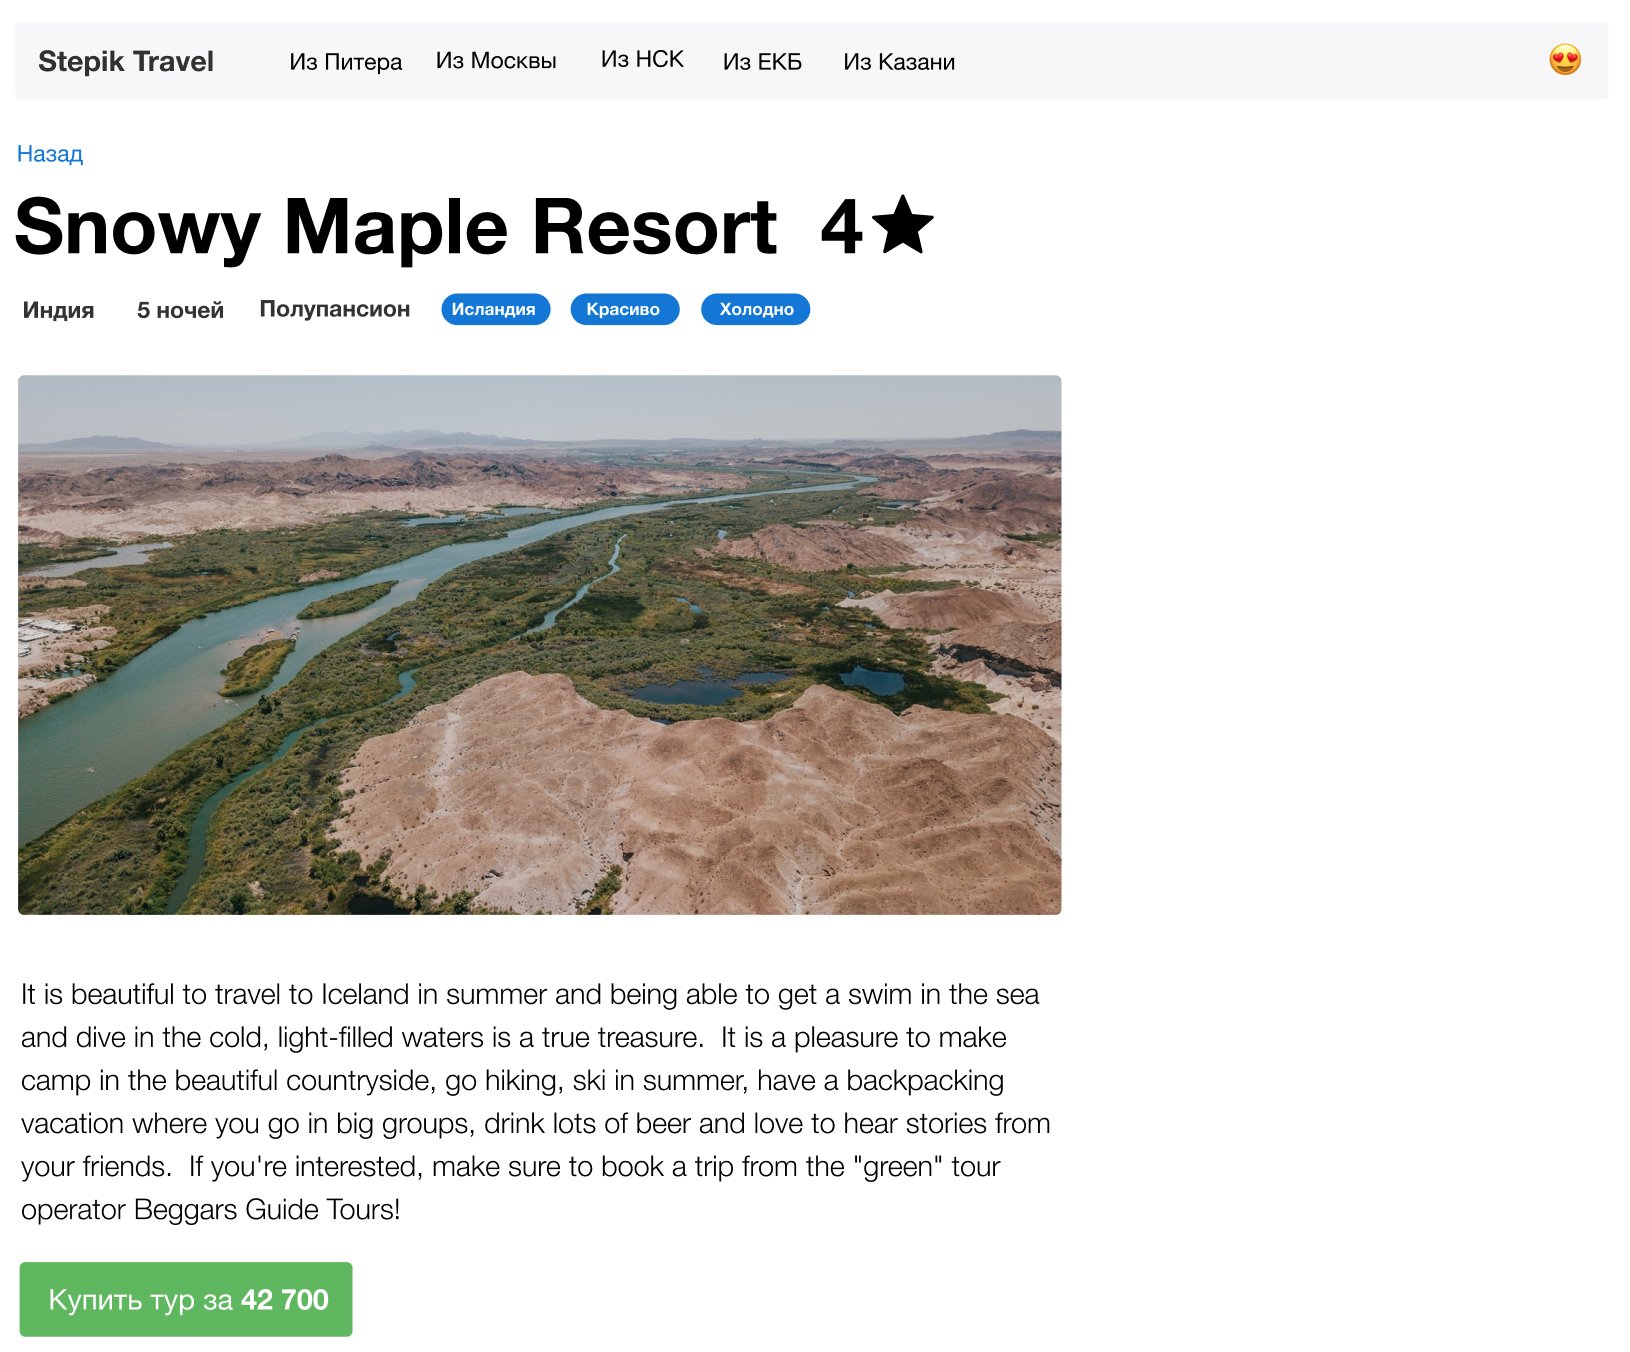 Stepik Travel Из Питера Из Москвы Из НСК Из ЕКБ Из Казани
Назад
Snowy Maple Resort 4★
Индия 5 ночей Полупансион Исландия Красиво Холодно
It is beautiful to travel to Iceland in summer and being able to get a swim in the sea
and dive in the cold, light-filled waters is a true treasure.  It is a pleasure to make
camp in the beautiful countryside, go hiking, ski in summer, have a backpacking
vacation where you go in big groups, drink lots of beer and love to hear stories from
your friends.  If you're interested, make sure to book a trip from the "green" tour
operator Beggars Guide Tours!
Купить тур за 42 700